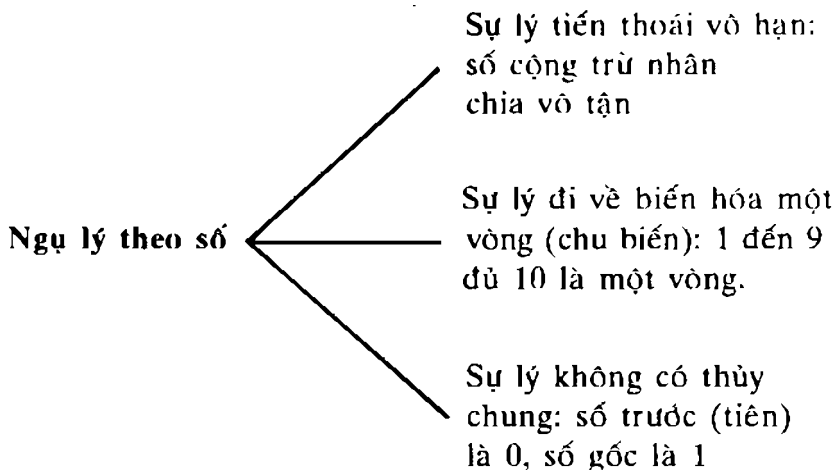 Sự lý tiến thoái vô hạn:
số cộng trừ nhân
chia vô tận
Ngụ lý theo số
Sự lý đi về biến hóa một
vòng (chu biến): 1 đến 9
đủ 10 là một vòng.
Sự lý không có thủy
chung: số trước (tiên)
là 0, số gốc là 1